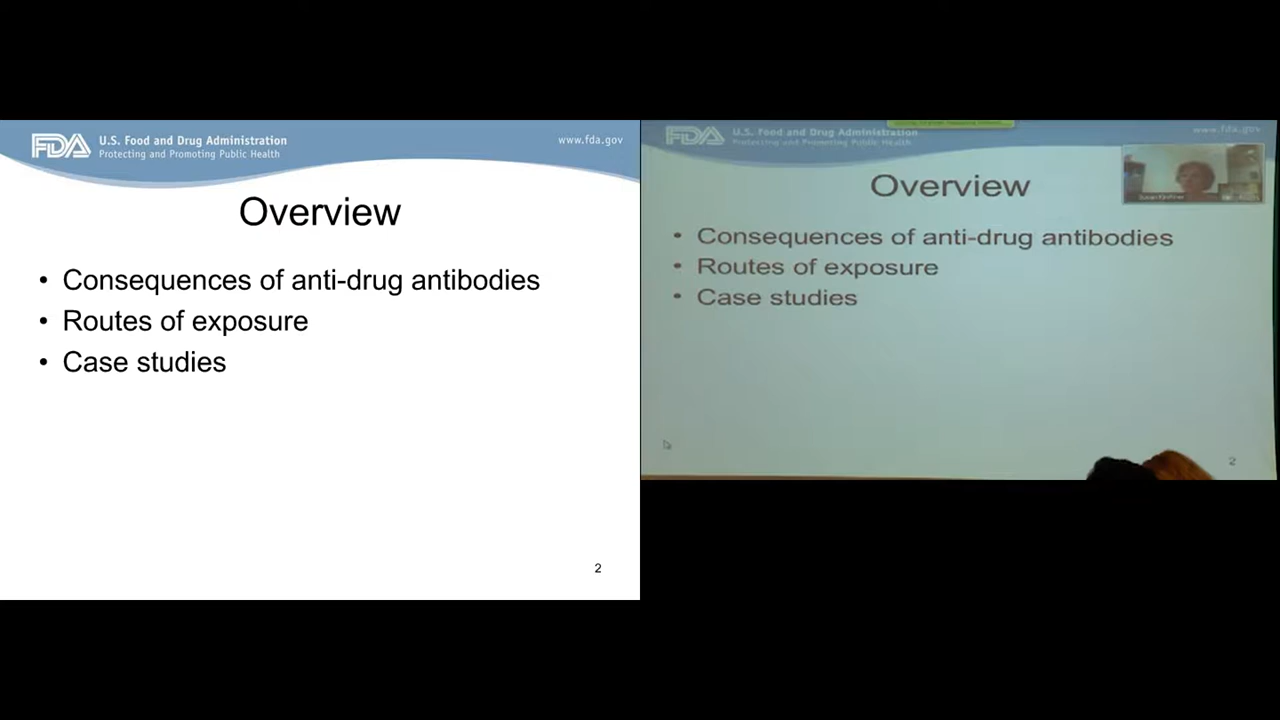 FDA
U.S. Food and Drug Administration
Protecting and Promoting Public Health
www.fda.gov
Overview
• Consequences of anti-drug antibodies
• Routes of exposure
• Case studies
2
FDA
U.S. Food and Drug Administration
Protecting and Promoting Public Health
www.fda.gov
Overview
• Consequences of anti-drug antibodies
• Routes of exposure
• Case studies
2